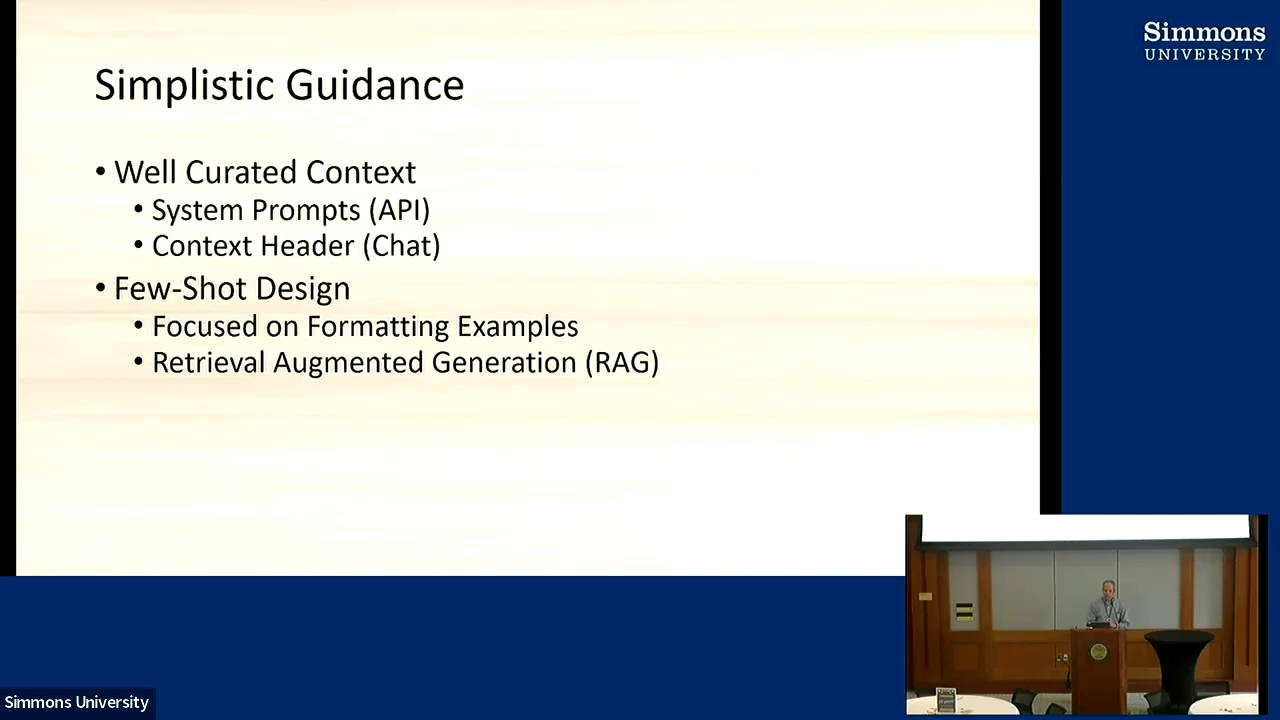 Simmons
UNIVERSITY
Simplistic Guidance
• Well Curated Context
• System Prompts (API)
• Context Header (Chat)
• Few-Shot Design
• Focused on Formatting Examples
• Retrieval Augmented Generation (RAG)
Simmons University